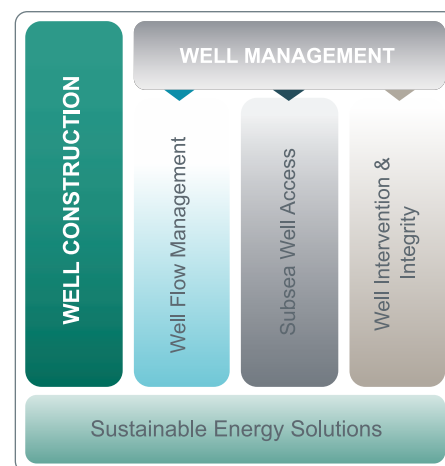 WELL CONSTRUCTION
WELL MANAGEMENT
Well Flow Management
Subsea Well Access
Well Intervention &
Integrity
Sustainable Energy Solutions